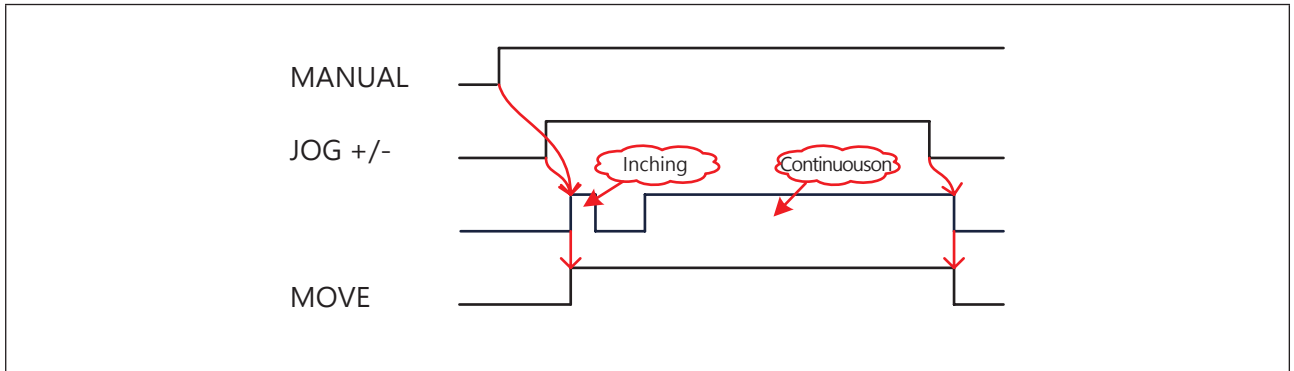 MANUAL
JOG +/-
Inching
Continuouson
MOVE